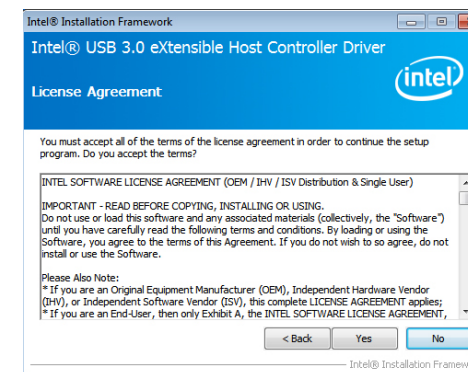 Intel® Installation Framework
Intel® USB 3.0 eXtensible Host Controller Driver
intel
License Agreement
You must accept all of the terms of the license agreement in order to continue the setup
program. Do you accept the terms?
INTEL SOFTWARE LICENSE AGREEMENT (OEM / IHV / ISV Distribution & Single User)
IMPORTANT - READ BEFORE COPYING, INSTALLING OR USING.
Do not use or load this software and any associated materials (collectively, the "Software")
until you have carefully read the following terms and conditions. By loading or using the
Software, you agree to the terms of this Agreement. If you do not wish to so agree, do not
install or use the Software.
Please Also Note:
* If you are an Original Equipment Manufacturer (OEM), Independent Hardware Vendor
(IHV), or Independent Software Vendor (ISV), this complete LICENSE AGREEMENT applies;
* If you are an End-User, then only Exhibit A, the INTEL SOFTWARE LICENSE AGREEMENT,
< Back Yes No
Intel® Installation Framew